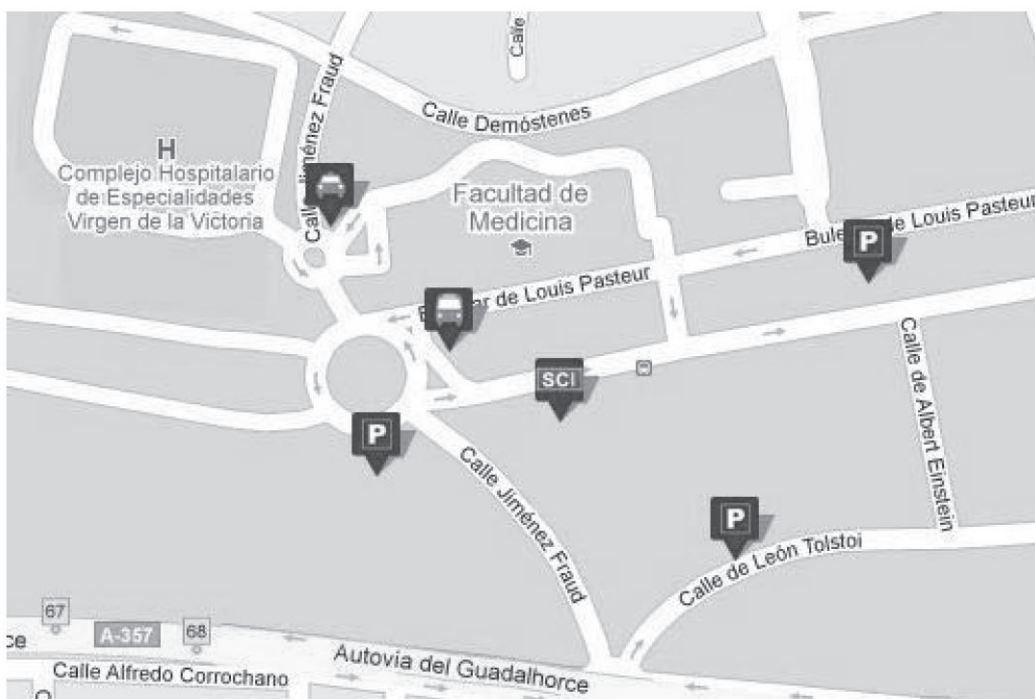 Calle
Calle Jiménez Fraud
Calle Demóstenes
H
Complejo Hospitalario
de Especialidades
Virgen de la Victoria
Facultad de
Medicina
de Louis Pasteur
P
de Louis Pasteur
SCI
Calle de Albert Einstein
P
Calle Jiménez Fraud
P
Calle de León Tolstoi
67
A-357
68
ce
Autovia del Guadalhorce
Calle Alfredo Corrochano